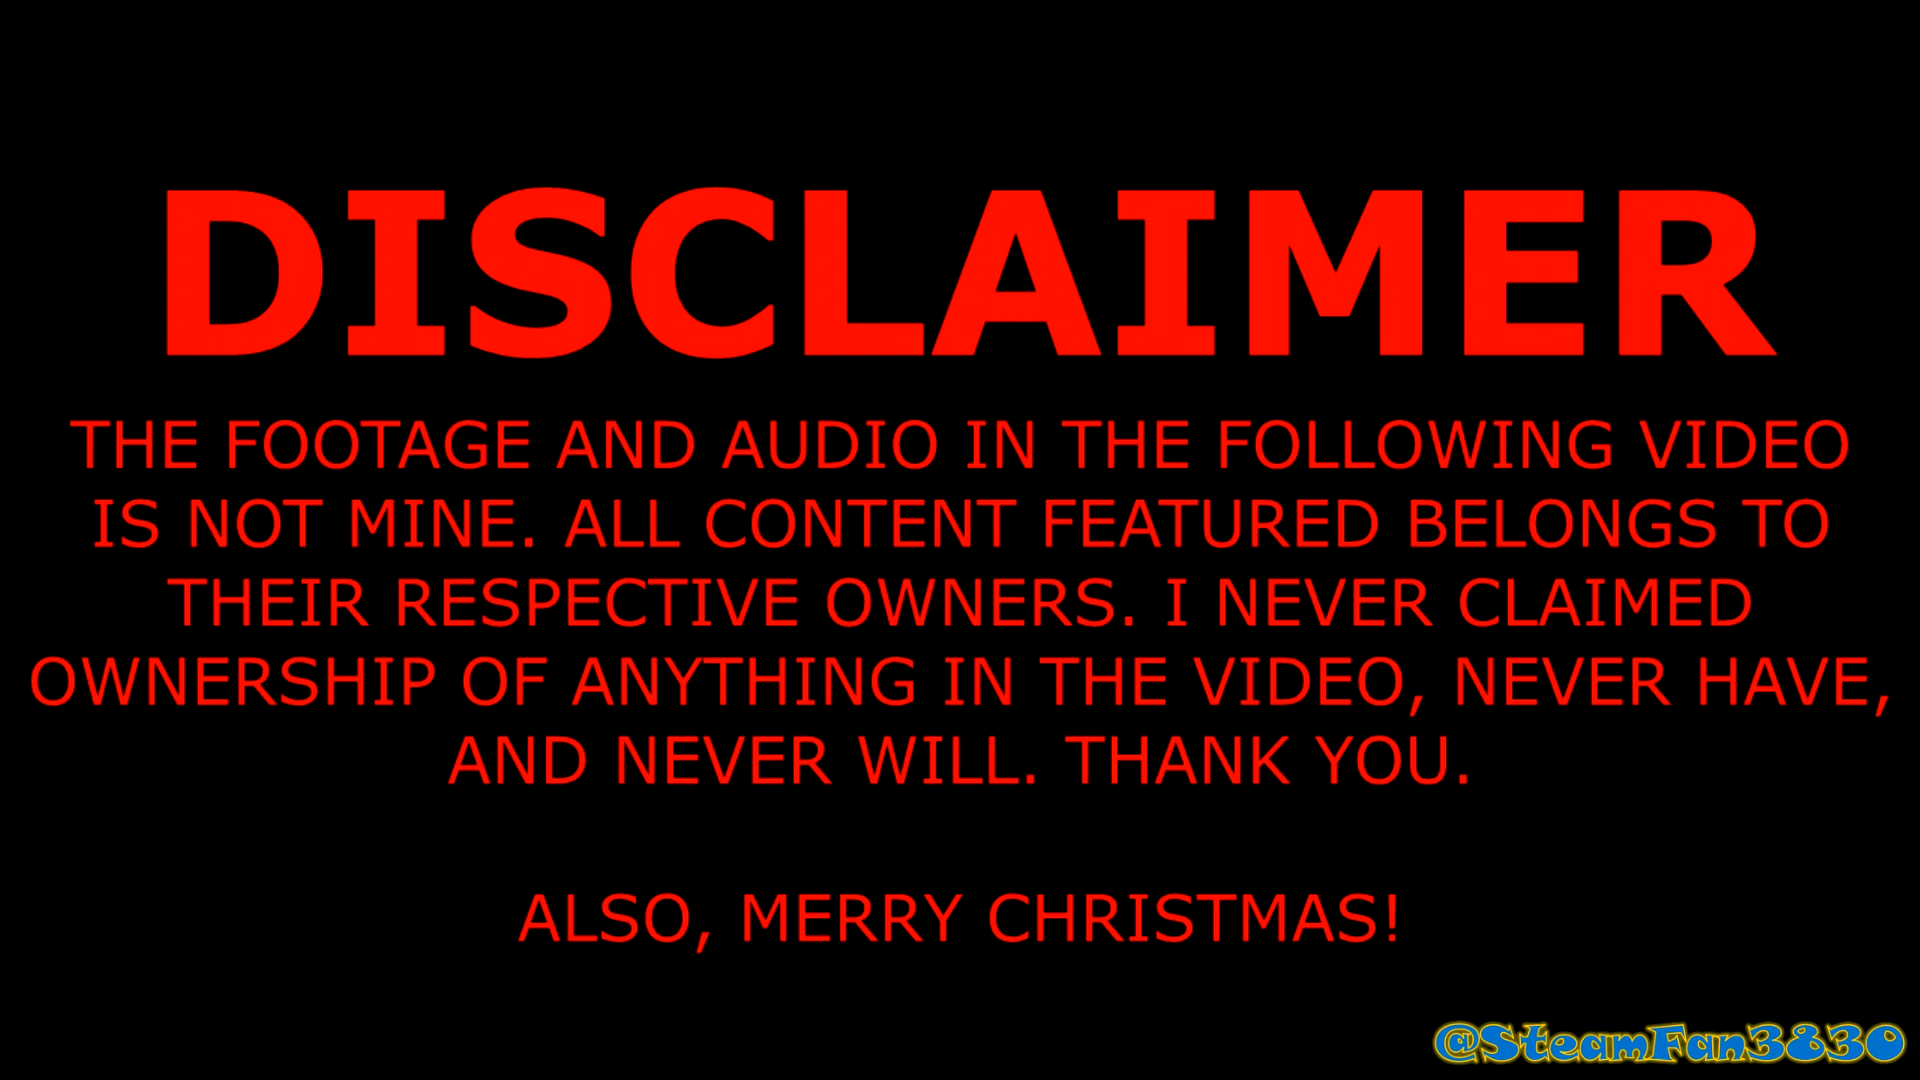 DISCLAIMER
THE FOOTAGE AND AUDIO IN THE FOLLOWING VIDEO
IS NOT MINE. ALL CONTENT FEATURED BELONGS TO
THEIR RESPECTIVE OWNERS. I NEVER CLAIMED
OWNERSHIP OF ANYTHING IN THE VIDEO, NEVER HAVE,
AND NEVER WILL. THANK YOU.
ALSO, MERRY CHRISTMAS!
@SteamFan3830